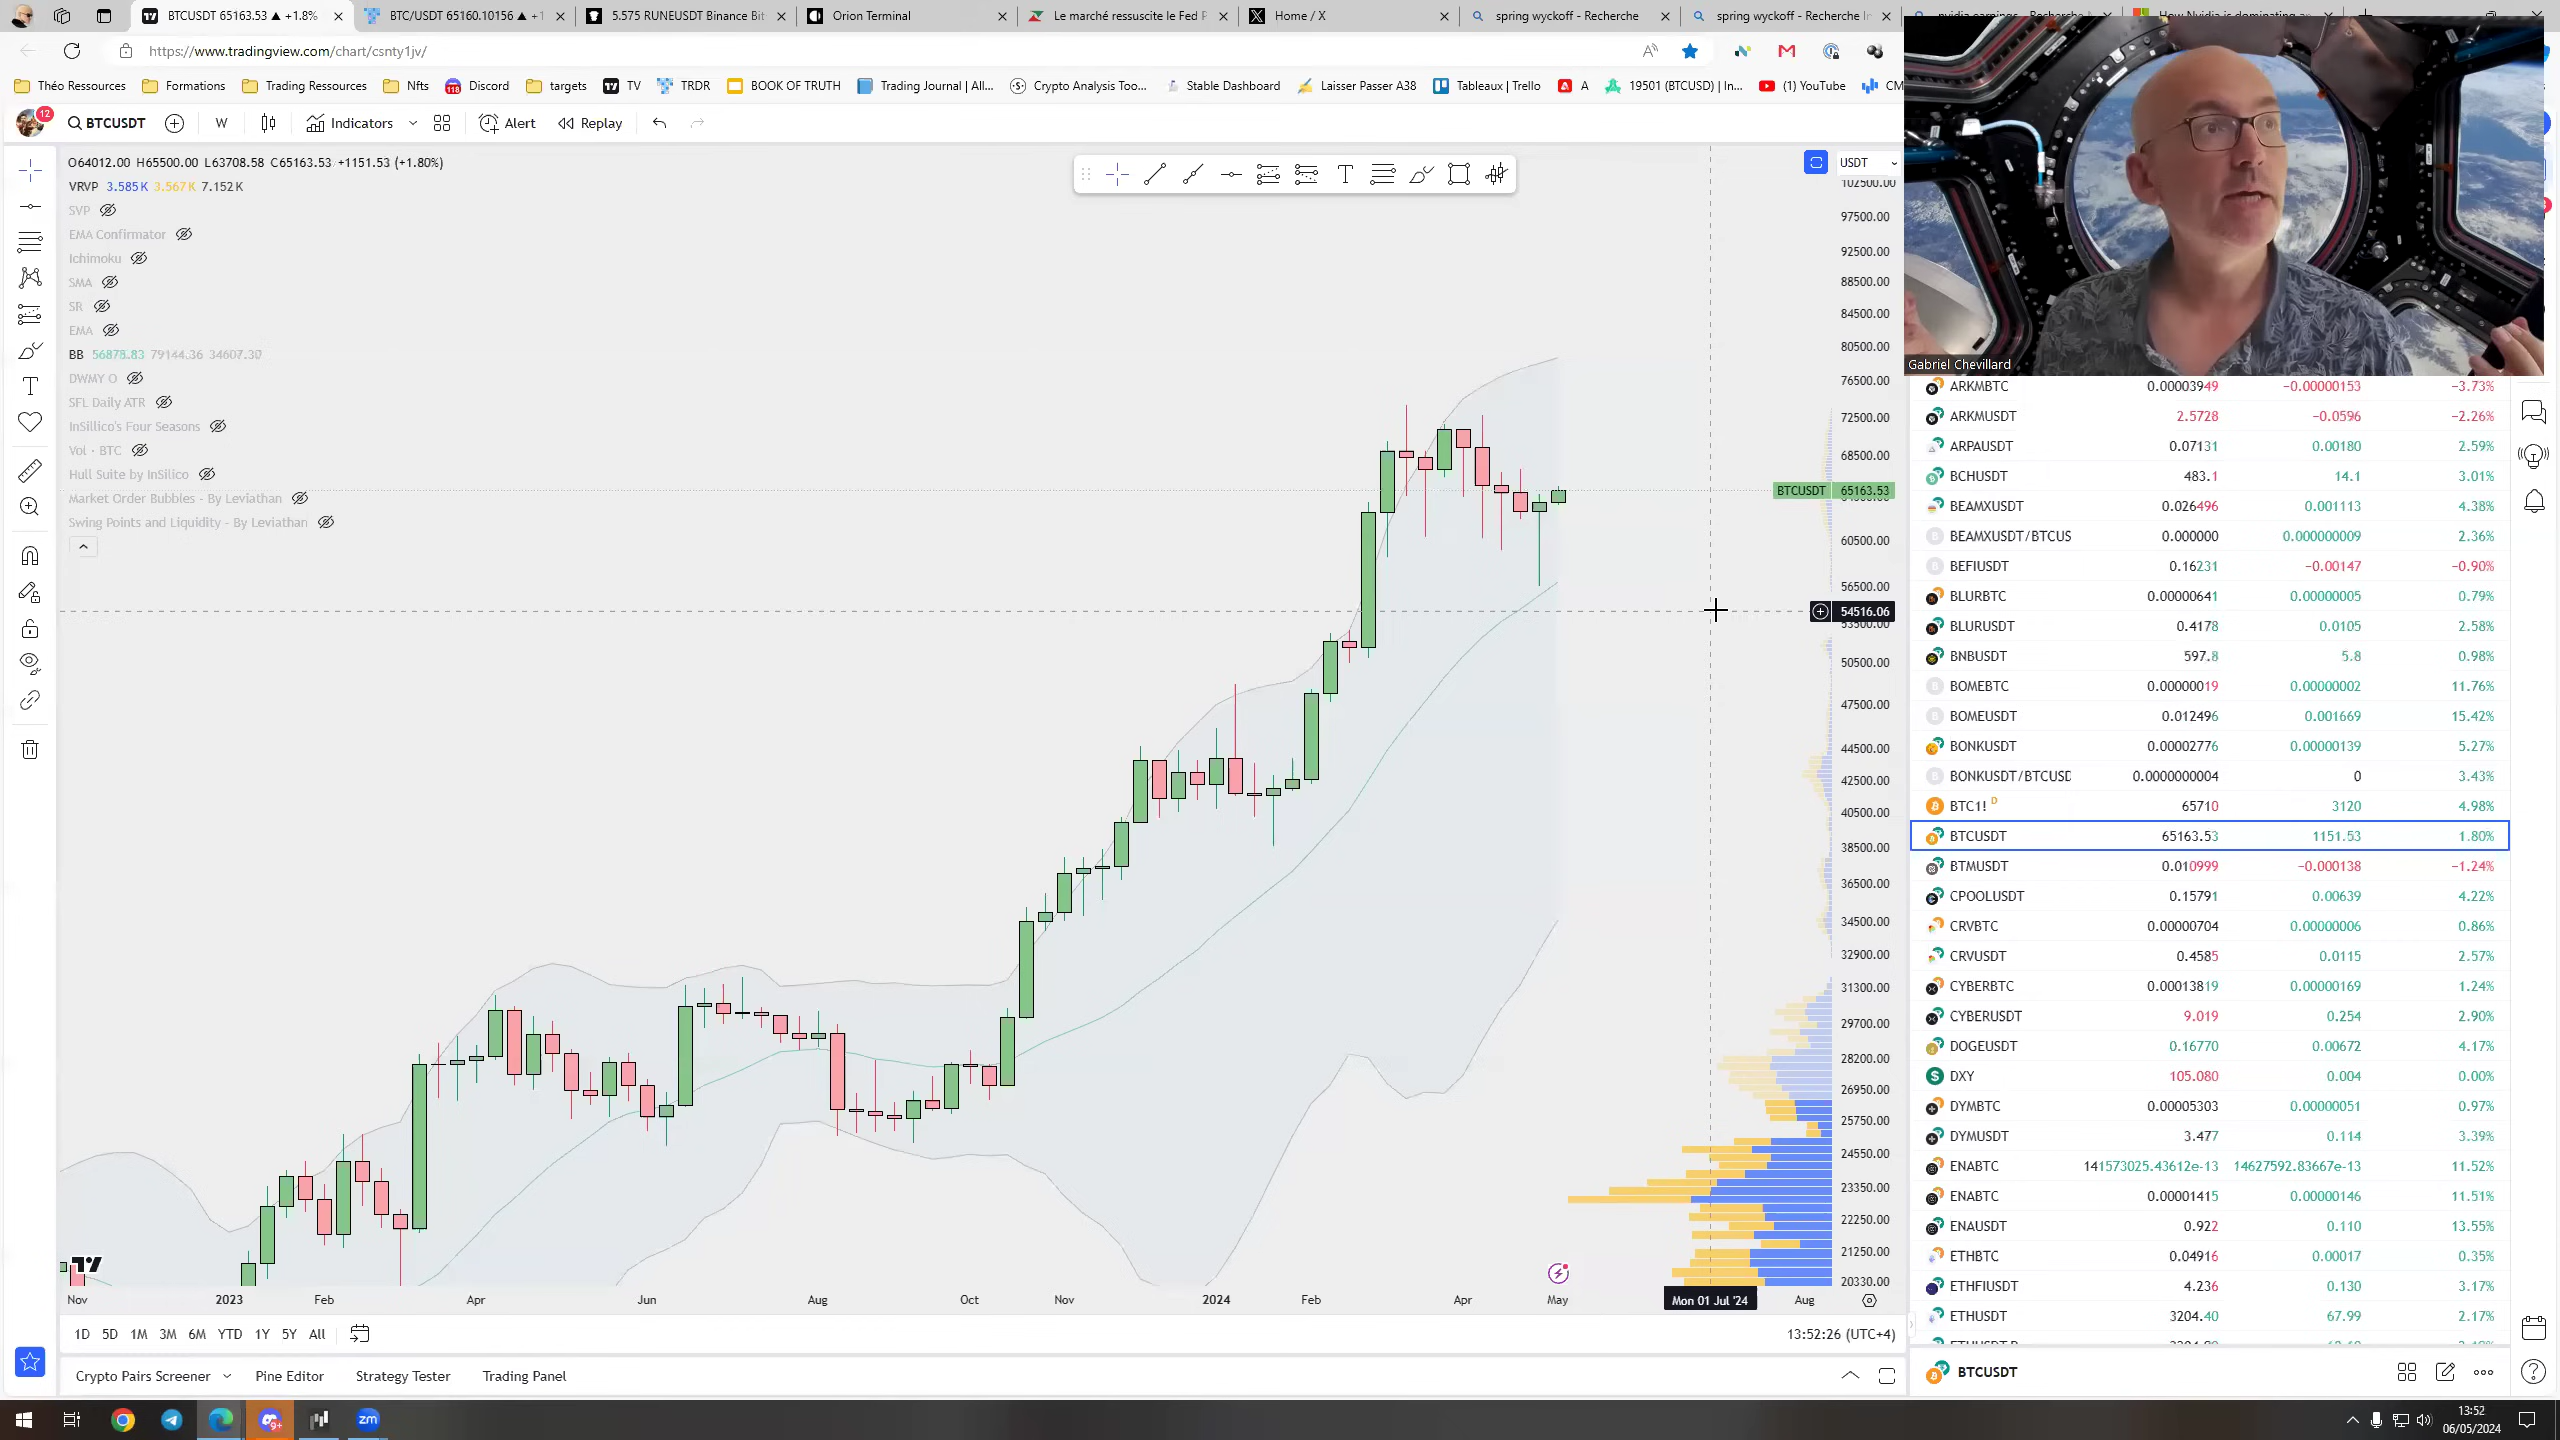 BTCUSDT 65163.53 ▲ +1.8%
BTC/USDT 65160.10156 ▲ +1
5.575 RUNEUSDT Binance Bit
Orion Terminal
Le marché ressuscite le Fed P
Home / X
spring wyckoff - Recherche
spring wyckoff - Recherche In
https://www.tradingview.com/chart/csnty1jv/
Théo Ressources
Formations
Trading Ressources
Nfts
118
Discord
targets
TV
TRDR
BOOK OF TRUTH
Trading Journal | All...
Crypto Analysis Too...
Stable Dashboard
Laisser Passer A38
Tableaux | Trello
A
19501 (BTCUSD) | In...
(1) YouTube
CM
12
BTCUSDT
W
Indicators
Alert
Replay
O64012.00 H65500.00 L63708.58 C65163.53 +1151.53 (+1.80%)
VRVP 3.585K 3.567K 7.152K
SVP
EMA Confirmator
Ichimoku
SMA
SR
EMA
BB 56878.83 79144.36 34607.30
DWMY O
SFL Daily ATR
InSillico's Four Seasons
Vol · BTC
Hull Suite by InSilico
Market Order Bubbles - By Leviathan
Swing Points and Liquidity - By Leviathan
USDT
102500.00
97500.00
92500.00
88500.00
84500.00
80500.00
76500.00
72500.00
68500.00
BTCUSDT 65163.53
60500.00
56500.00
54516.06
53500.00
50500.00
47500.00
44500.00
42500.00
40500.00
38500.00
36500.00
34500.00
32900.00
31300.00
29700.00
28200.00
26950.00
25750.00
24550.00
23350.00
22250.00
21250.00
20330.00
Nov 2023 Feb Apr Jun Aug Oct Nov 2024 Feb Apr May Mon 01 Jul '24 Aug
1D 5D 1M 3M 6M YTD 1Y 5Y All
13:52:26 (UTC+4)
Crypto Pairs Screener
Pine Editor
Strategy Tester
Trading Panel
Gabriel Chevillard
ARKMBTC 0.00003949 −0.00000153 −3.73%
ARKMUSDT 2.5728 −0.0596 −2.26%
ARPAUSDT 0.07131 0.00180 2.59%
BCHUSDT 483.1 14.1 3.01%
BEAMXUSDT 0.026496 0.001113 4.38%
BEAMXUSDT/BTCUS 0.000000 0.000000009 2.36%
BEFIUSDT 0.16231 −0.00147 −0.90%
BLURBTC 0.00000641 0.00000005 0.79%
BLURUSDT 0.4178 0.0105 2.58%
BNBUSDT 597.8 5.8 0.98%
BOMEBTC 0.00000019 0.00000002 11.76%
BOMEUSDT 0.012496 0.001669 15.42%
BONKUSDT 0.00002776 0.00000139 5.27%
BONKUSDT/BTCUSD 0.0000000004 0 3.43%
BTC1! D 65710 3120 4.98%
BTCUSDT 65163.53 1151.53 1.80%
BTMUSDT 0.010999 −0.000138 −1.24%
CPOOLUSDT 0.15791 0.00639 4.22%
CRVBTC 0.00000704 0.00000006 0.86%
CRVUSDT 0.4585 0.0115 2.57%
CYBERBTC 0.00013819 0.00000169 1.24%
CYBERUSDT 9.019 0.254 2.90%
DOGEUSDT 0.16770 0.00672 4.17%
DXY 105.080 0.004 0.00%
DYMBTC 0.00005303 0.00000051 0.97%
DYMUSDT 3.477 0.114 3.39%
ENABTC 141573025.43612e-13 14627592.83667e-13 11.52%
ENABTC 0.00001415 0.00000146 11.51%
ENAUSDT 0.922 0.110 13.55%
ETHBTC 0.04916 0.00017 0.35%
ETHFIUSDT 4.236 0.130 3.17%
ETHUSDT 3204.40 67.99 2.17%
BTCUSDT
9+
zm
13:52
06/05/2024